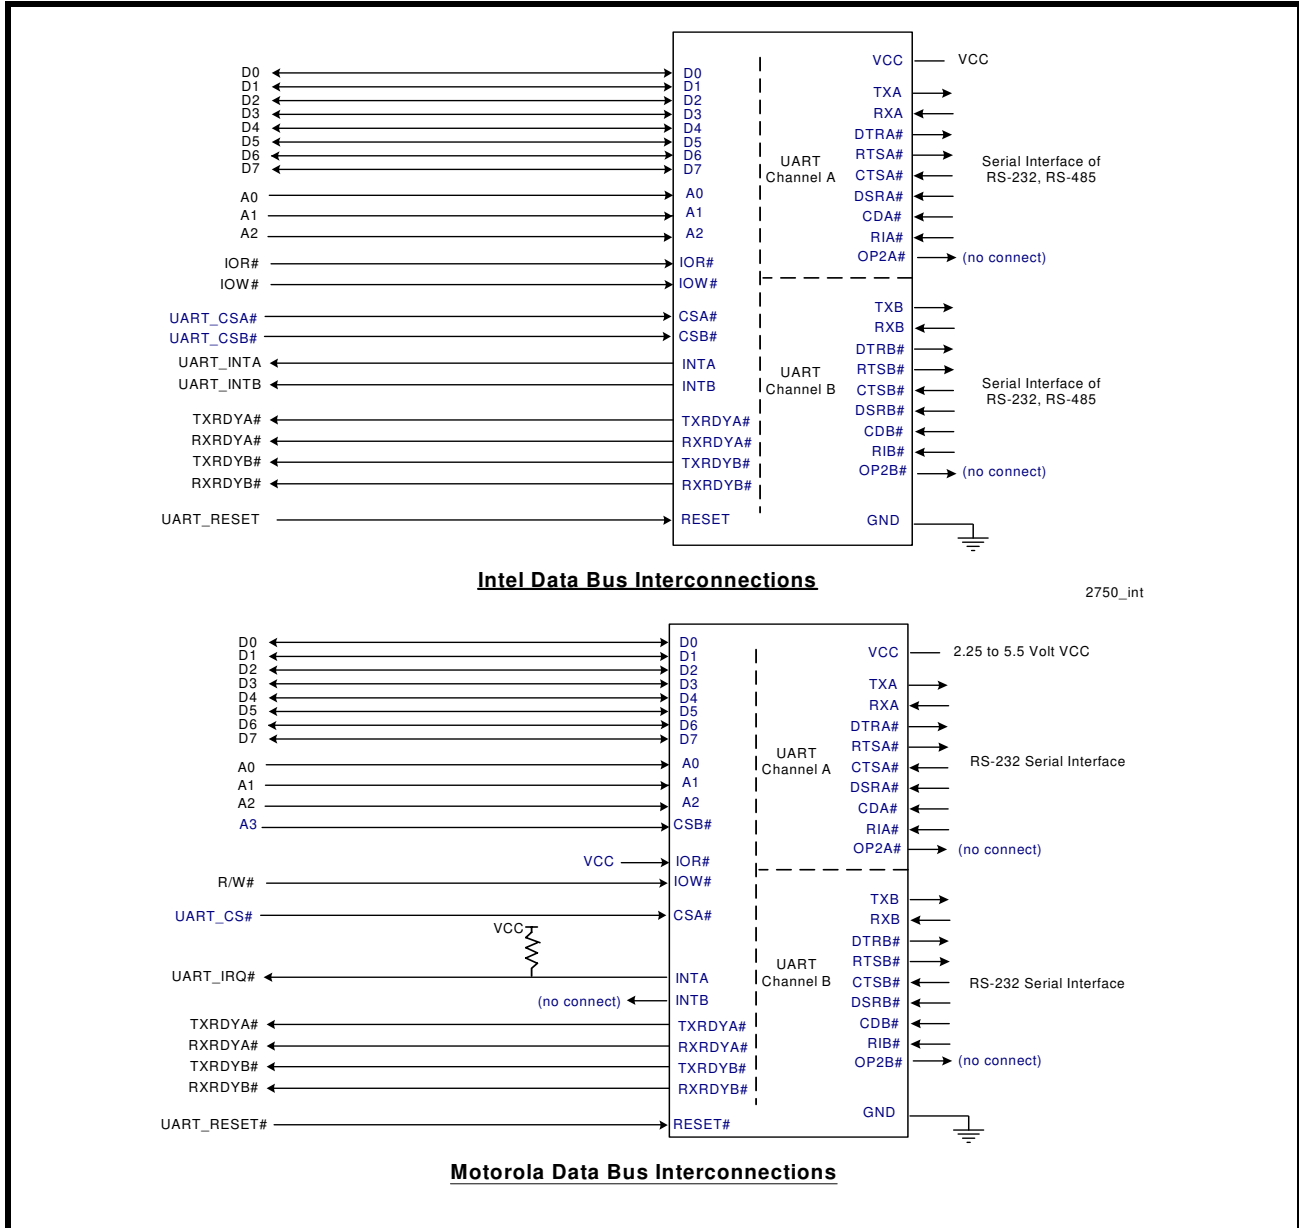 D0 D0 VCC VCC
D1 D1
D2 D2 TXA
D3 D3 RXA
D4 D4
D5 D5 DTRA#
D6 D6 UART RTSA# Serial Interface of
D7 D7 Channel A CTSA# RS-232, RS-485
A0 A0 DSRA#
A1 A1 CDA#
A2 A2 RIA#
IOR# IOR# OP2A# (no connect)
IOW# IOW#
UART_CSA# CSA# TXB
UART_CSB# CSB# RXB
DTRB#
UART_INTA INTA UART RTSB# Serial Interface of
UART_INTB INTB Channel B CTSB# RS-232, RS-485
DSRB#
TXRDYA# TXRDYA# CDB#
RXRDYA# RXRDYA# RIB#
TXRDYB# TXRDYB# OP2B# (no connect)
RXRDYB# RXRDYB#
UART_RESET RESET GND
Intel Data Bus Interconnections
2750_int
D0 D0 VCC 2.25 to 5.5 Volt VCC
D1 D1
D2 D2 TXA
D3 D3 RXA
D4 D4
D5 D5 DTRA#
D6 D6 UART RTSA#
D7 D7 Channel A CTSA# RS-232 Serial Interface
A0 A0 DSRA#
A1 A1 CDA#
A2 A2 RIA#
A3 CSB# OP2A# (no connect)
VCC IOR#
R/W# IOW# TXB
UART_CS# CSA# RXB
VCC DTRB#
UART RTSB#
UART_IRQ# INTA Channel B CTSB# RS-232 Serial Interface
(no connect) INTB DSRB#
TXRDYA# TXRDYA# CDB#
RXRDYA# RXRDYA# RIB#
TXRDYB# TXRDYB# OP2B# (no connect)
RXRDYB# RXRDYB#
UART_RESET# RESET# GND
Motorola Data Bus Interconnections